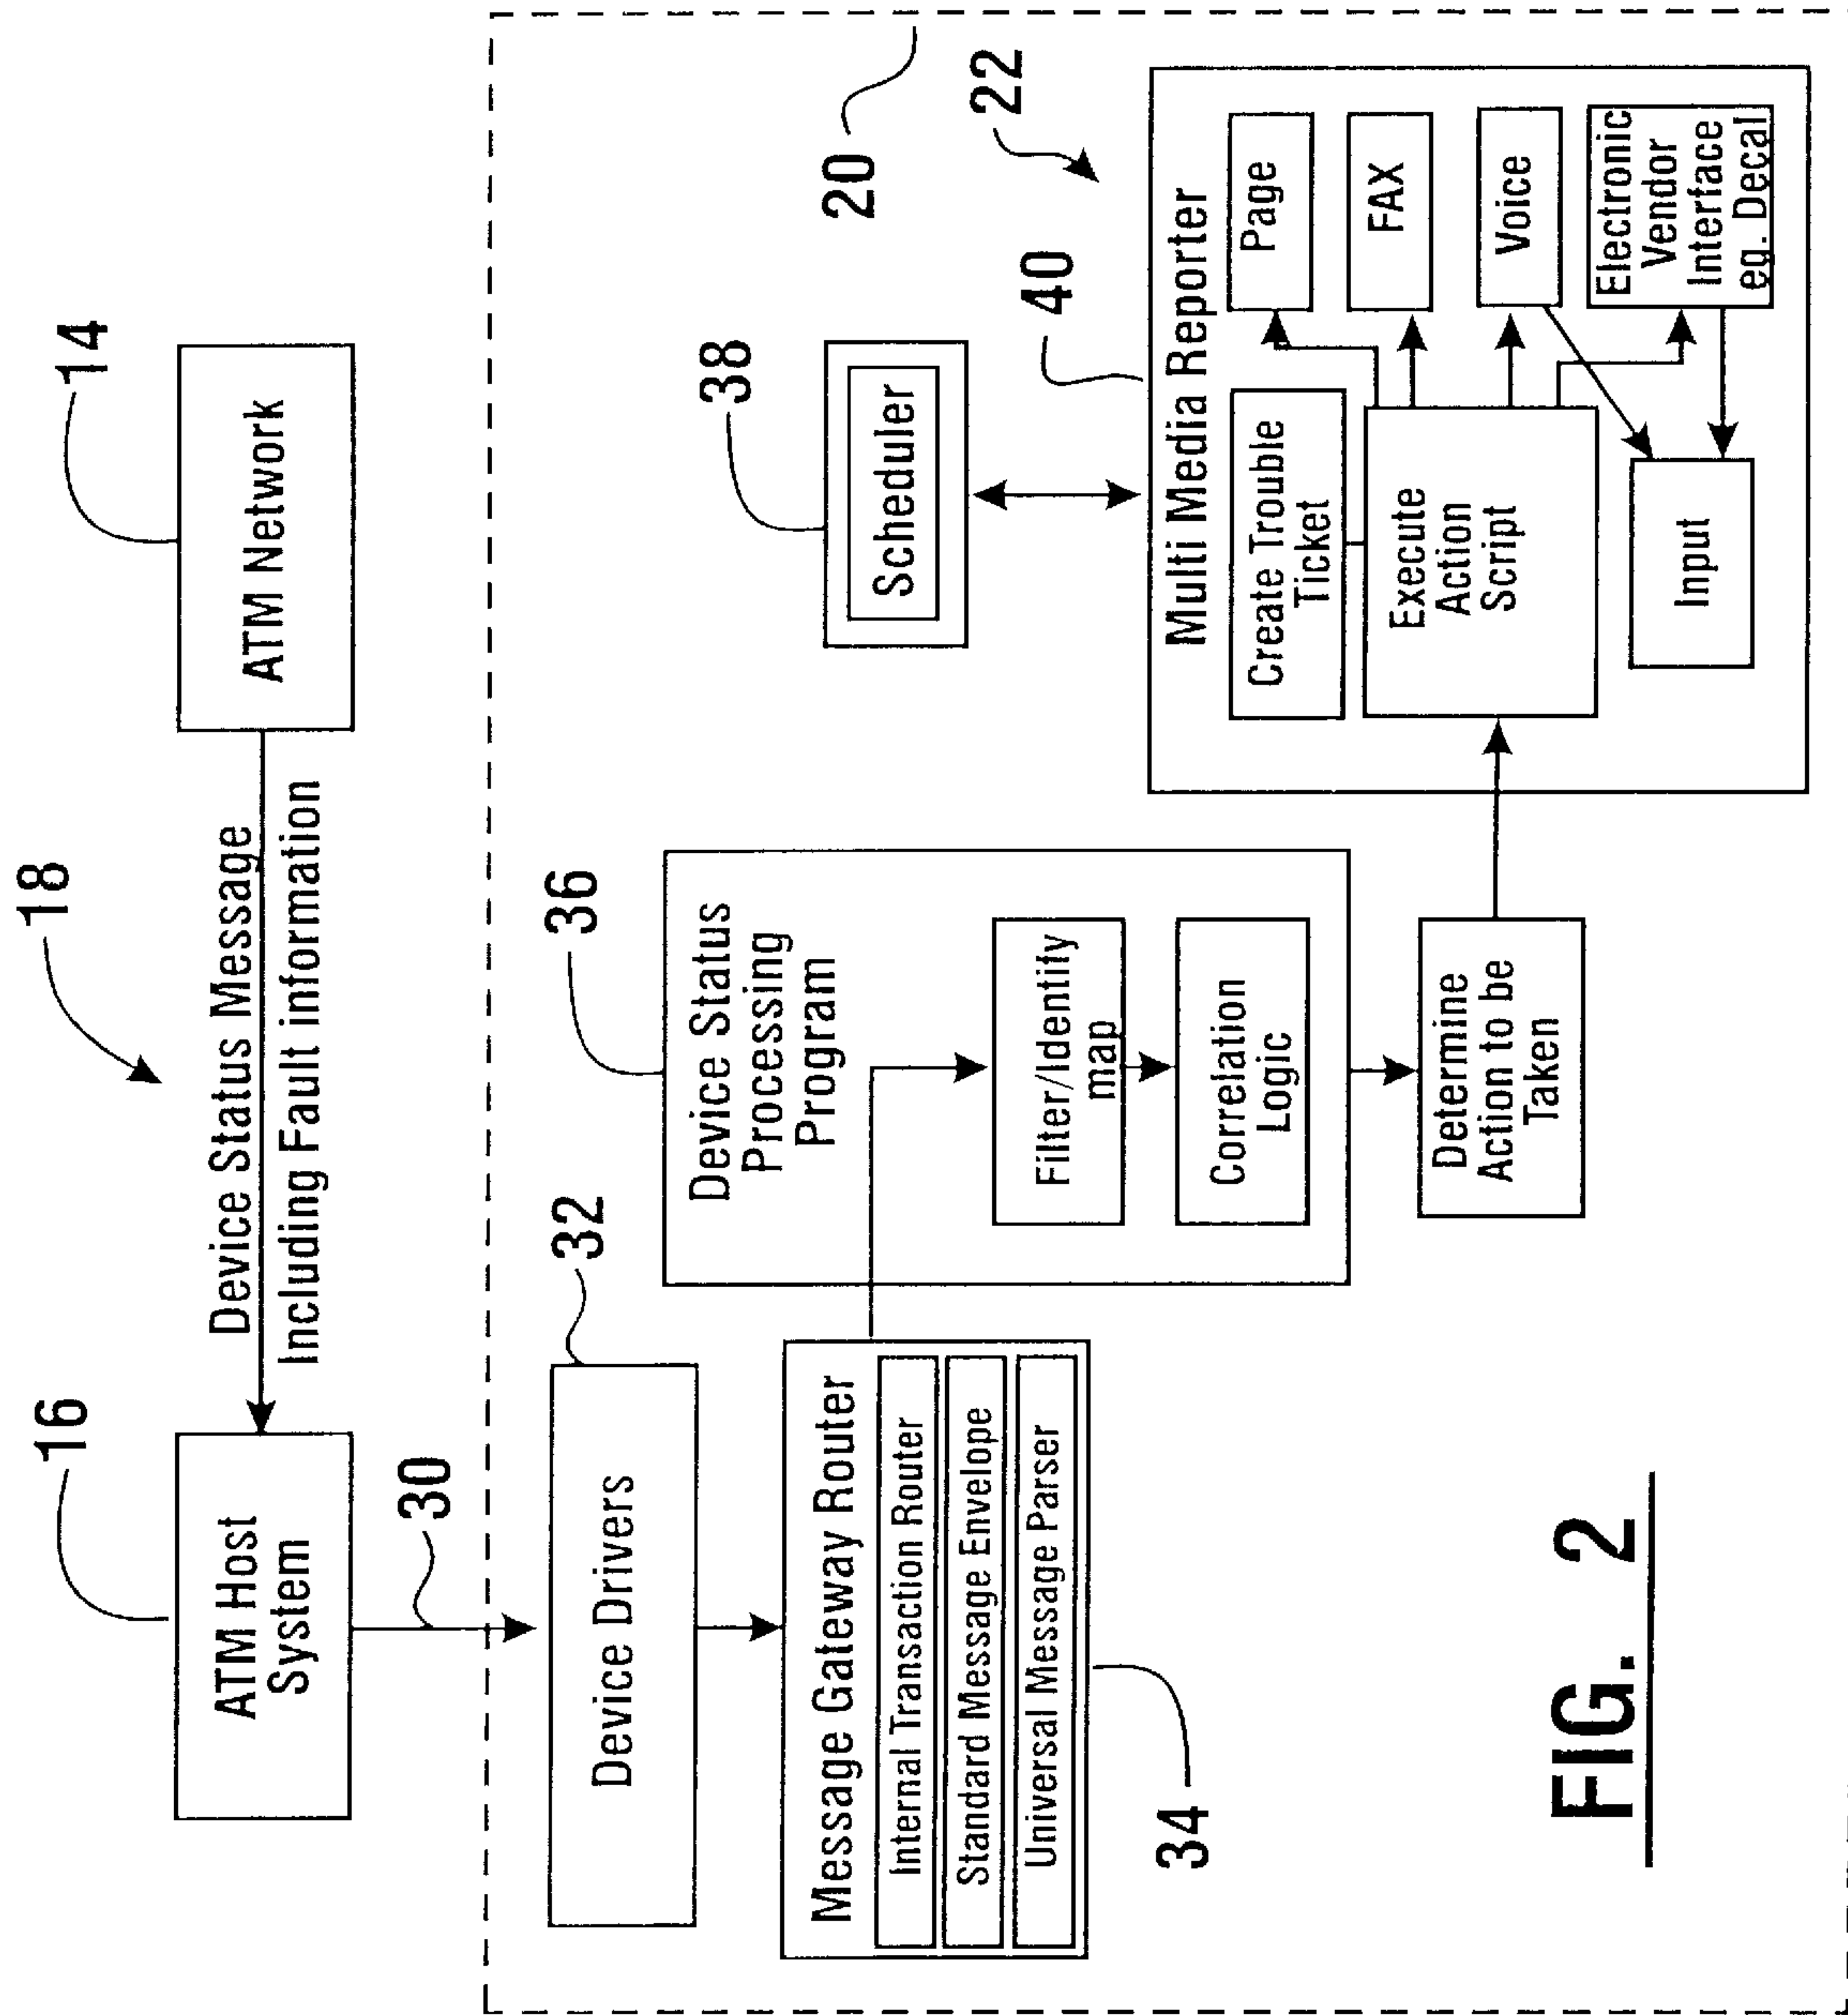 18
16
14
ATM Host
System
Device Status Message
Including Fault information
ATM Network
30
20
32
Device Drivers
Message Gateway Router
Internal Transaction Router
Standard Message Envelope
Universal Message Parser
34
36
Device Status
Processing
Program
Filter/Identity
map
Correlation
Logic
Determine
Action to be
Taken
38
Scheduler
40
22
Multi Media Reporter
Create Trouble
Ticket
Execute
Action
Script
Input
Page
FAX
Voice
Electronic
Vendor
Interface
eg. Decal
FIG. 2